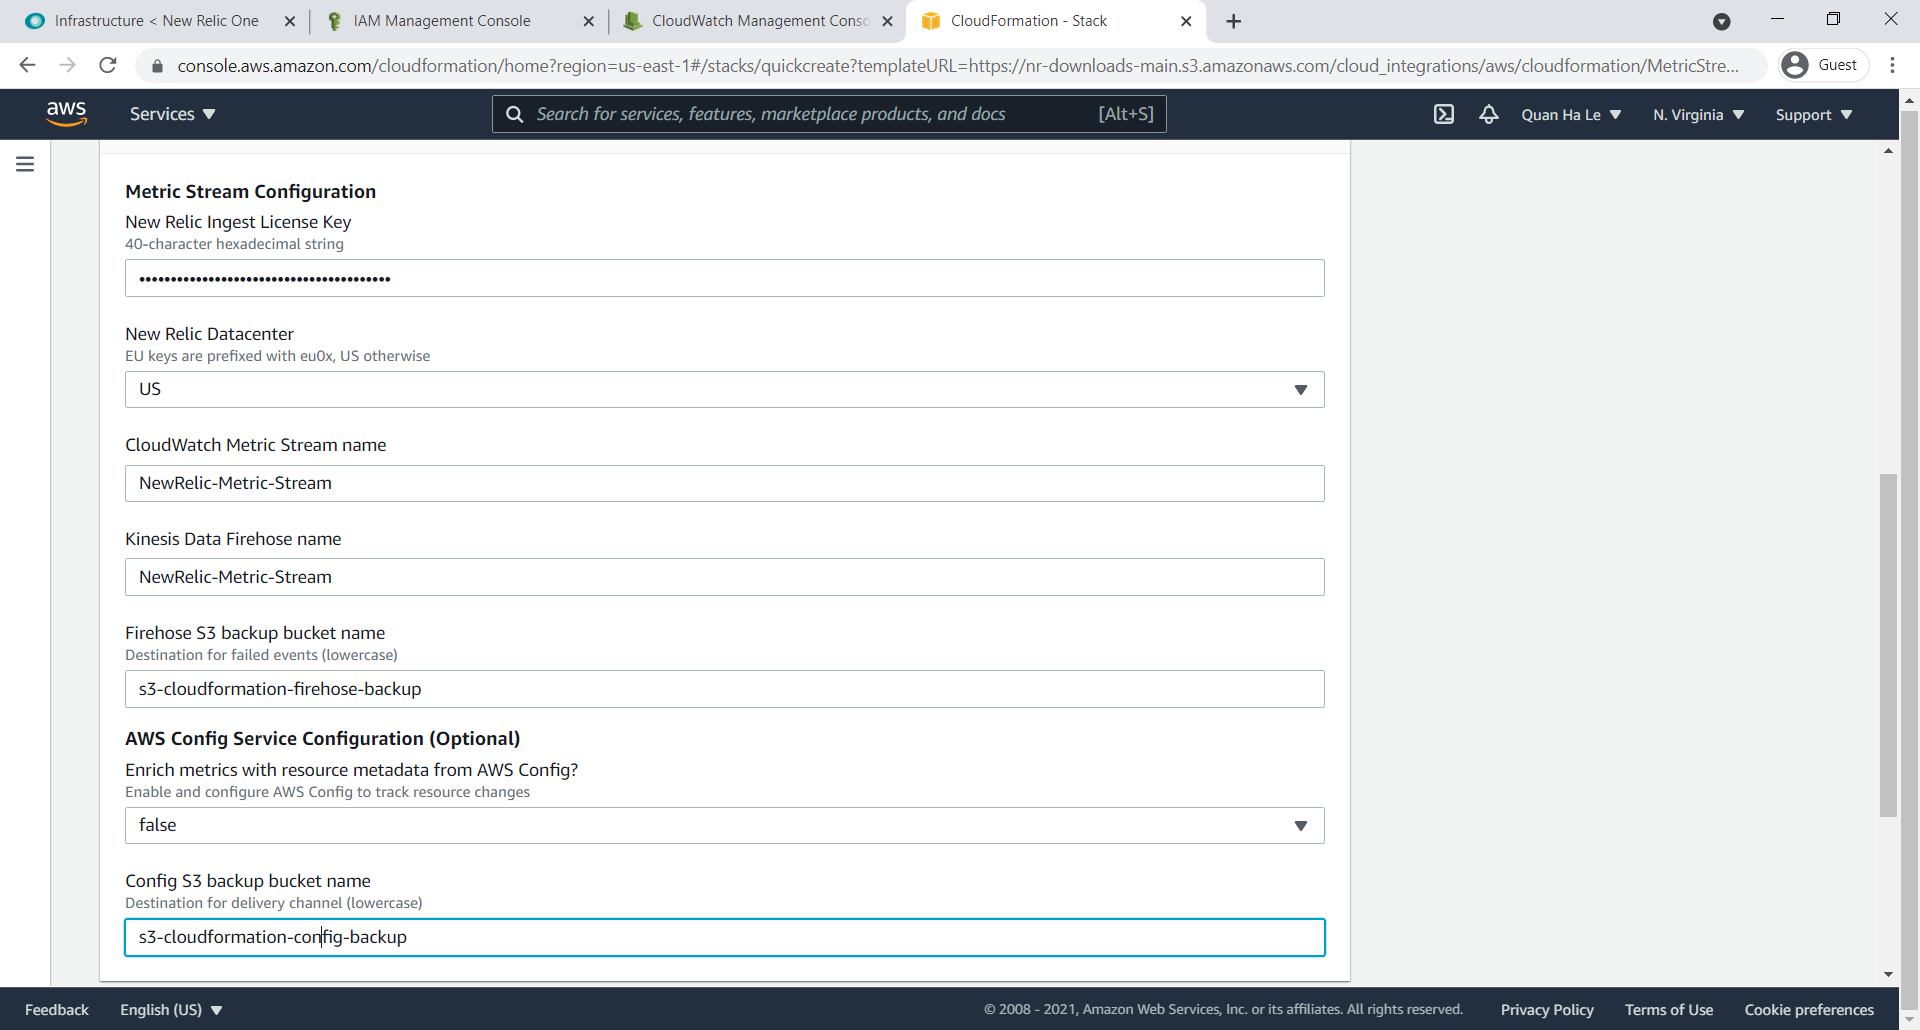 Infrastructure < New Relic One
IAM Management Console
CloudWatch Management Conso
CloudFormation - Stack
console.aws.amazon.com/cloudformation/home?region=us-east-1#/stacks/quickcreate?templateURL=https://nr-downloads-main.s3.amazonaws.com/cloud_integrations/aws/cloudformation/MetricStre...
Guest
aws
Services
Search for services, features, marketplace products, and docs
[Alt+S]
Quan Ha Le
N. Virginia
Support
Metric Stream Configuration
New Relic Ingest License Key
40-character hexadecimal string
••••••••••••••••••••••••••••••••••••••••
New Relic Datacenter
EU keys are prefixed with eu0x, US otherwise
US
CloudWatch Metric Stream name
NewRelic-Metric-Stream
Kinesis Data Firehose name
NewRelic-Metric-Stream
Firehose S3 backup bucket name
Destination for failed events (lowercase)
s3-cloudformation-firehose-backup
AWS Config Service Configuration (Optional)
Enrich metrics with resource metadata from AWS Config?
Enable and configure AWS Config to track resource changes
false
Config S3 backup bucket name
Destination for delivery channel (lowercase)
s3-cloudformation-config-backup
Feedback
English (US)
© 2008 - 2021, Amazon Web Services, Inc. or its affiliates. All rights reserved.
Privacy Policy
Terms of Use
Cookie preferences